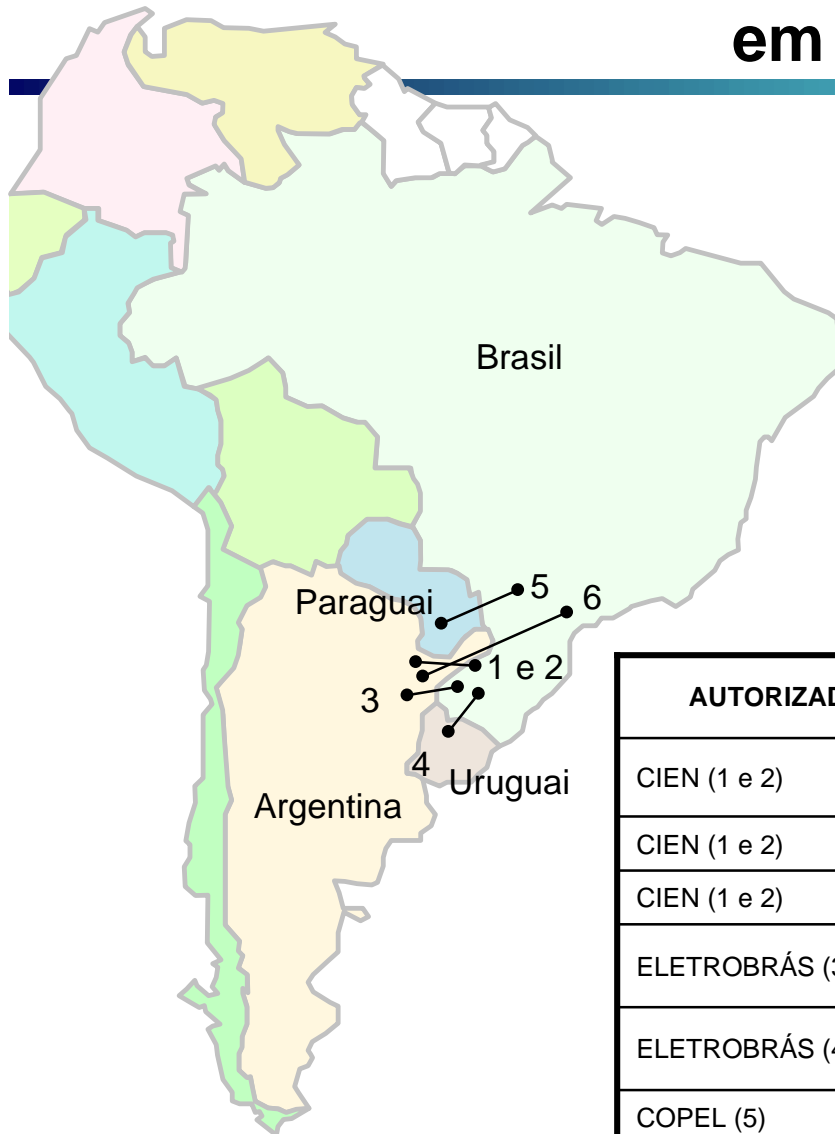 em
Brasil
Paraguai
5
6
1 e 2
3
4
Uruguai
Argentina
AUTORIZAD
CIEN (1 e 2)
CIEN (1 e 2)
CIEN (1 e 2)
ELETROBRÁS (3
ELETROBRÁS (4
COPEL (5)